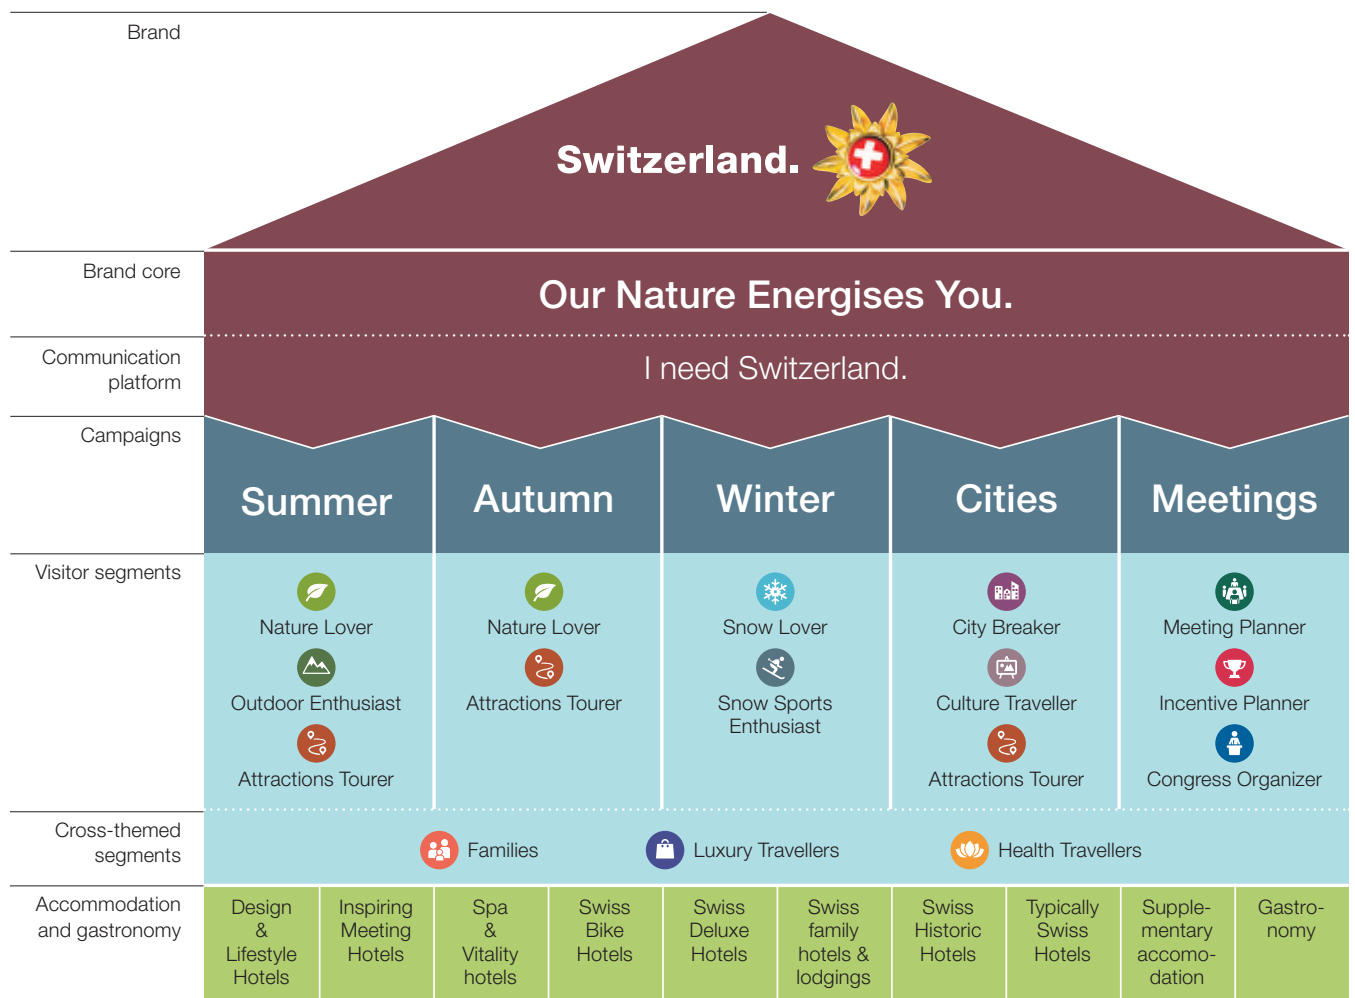 Brand
Switzerland.
Brand core
Our Nature Energises You.
Communication
platform
I need Switzerland.
Campaigns
Summer
Autumn
Winter
Cities
Meetings
Visitor segments
Nature Lover
Outdoor Enthusiast
Attractions Tourer
Nature Lover
Attractions Tourer
Snow Lover
Snow Sports
Enthusiast
City Breaker
Culture Traveller
Attractions Tourer
Meeting Planner
Incentive Planner
Congress Organizer
Cross-themed
segments
Families
Luxury Travellers
Health Travellers
Accommodation
and gastronomy
Design
&
Lifestyle
Hotels
Inspiring
Meeting
Hotels
Spa
&
Vitality
hotels
Swiss
Bike
Hotels
Swiss
Deluxe
Hotels
Swiss
family
hotels &
lodgings
Swiss
Historic
Hotels
Typically
Swiss
Hotels
Supple-
mentary
accomo-
dation
Gastro-
nomy